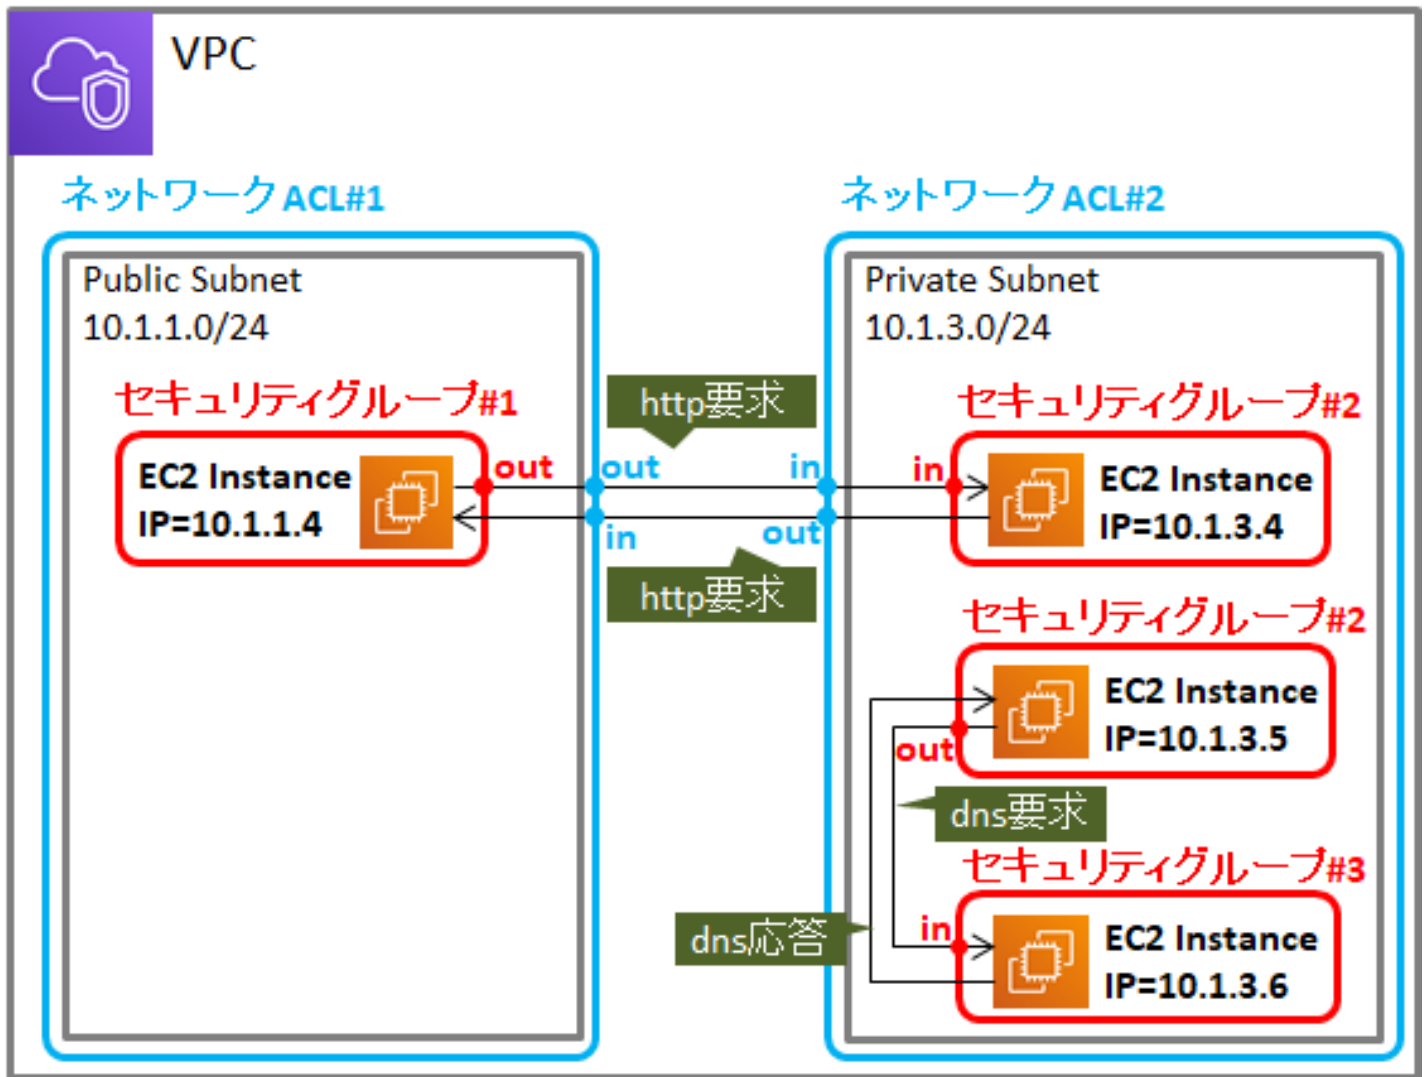 VPC
ネットワークACL#1
ネットワークACL#2
Public Subnet
10.1.1.0/24
Private Subnet
10.1.3.0/24
セキュリティグループ#1
http要求
セキュリティグループ#2
EC2 Instance
IP=10.1.1.4
out
out
in
in
EC2 Instance
IP=10.1.3.4
in
out
http要求
セキュリティグループ#2
EC2 Instance
IP=10.1.3.5
out
dns要求
セキュリティグループ#3
dns応答
in
EC2 Instance
IP=10.1.3.6